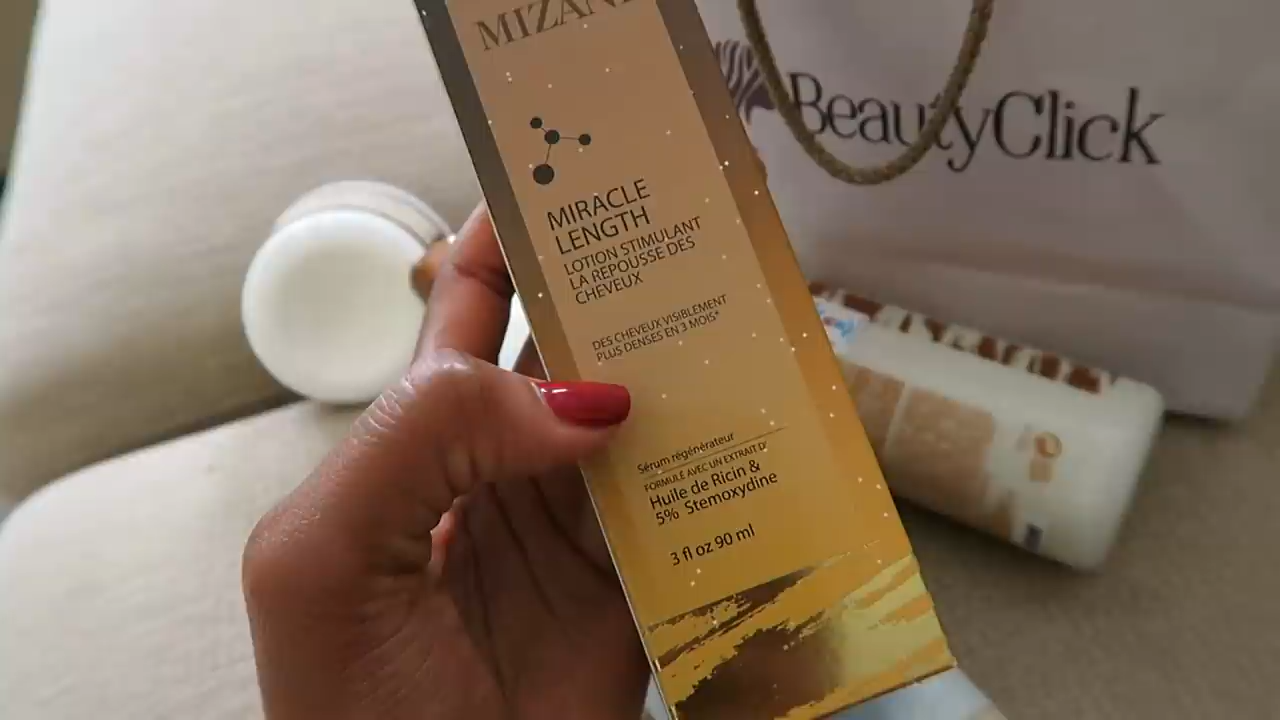 MIZANI
MIRACLE
LENGTH
LOTION STIMULANT
LA REPOUSSE DES
CHEVEUX
DES CHEVEUX VISIBLEMENT
PLUS DENSES EN 3 MOIS*
Sérum régénérateur
FORMULÉ AVEC UN EXTRAIT D'
Huile de Ricin &
5% Stemoxydine
3 fl oz 90 ml
BeautyClick